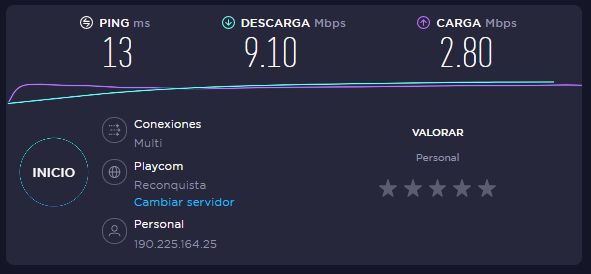 PING ms
DESCARGA Mbps
CARGA Mbps
13
9.10
2.80
INICIO
Conexiones
Multi
Playcom
Reconquista
Cambiar servidor
Personal
190.225.164.25
VALORAR
Personal